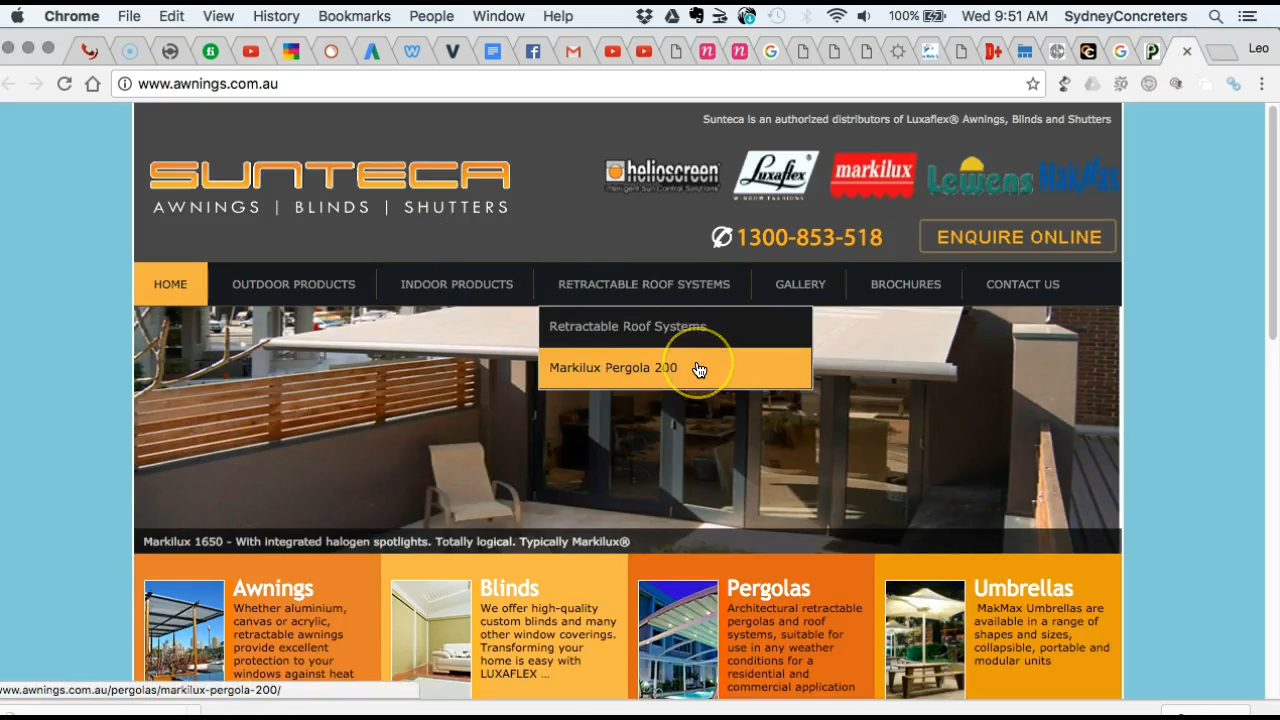 Chrome File Edit View History Bookmarks People Window Help 100% Wed 9:51 AM SydneyConcreters
Leo
www.awnings.com.au
Sunteca is an authorized distributors of Luxaflex® Awnings, Blinds and Shutters
SUNTECA
AWNINGS | BLINDS | SHUTTERS
helioscreen
Intelligent Sun Control Solutions
Luxaflex®
WINDOW FASHIONS
markilux
Lewens
MakMax
1300-853-518
ENQUIRE ONLINE
HOME OUTDOOR PRODUCTS INDOOR PRODUCTS RETRACTABLE ROOF SYSTEMS GALLERY BROCHURES CONTACT US
Retractable Roof Systems
Markilux Pergola 200
Markilux 1650 - With integrated halogen spotlights. Totally logical. Typically Markilux®
Awnings
Whether aluminium,
canvas or acrylic,
retractable awnings
provide excellent
protection to your
windows against heat
Blinds
We offer high-quality
custom blinds and many
other window coverings.
Transforming your
home is easy with
LUXAFLEX ...
Pergolas
Architectural retractable
pergolas and roof
systems, suitable for
use in any weather
conditions for a
residential and
commercial application
Umbrellas
MakMax Umbrellas are
available in a range of
shapes and sizes,
collapsible, portable and
modular units
www.awnings.com.au/pergolas/markilux-pergola-200/